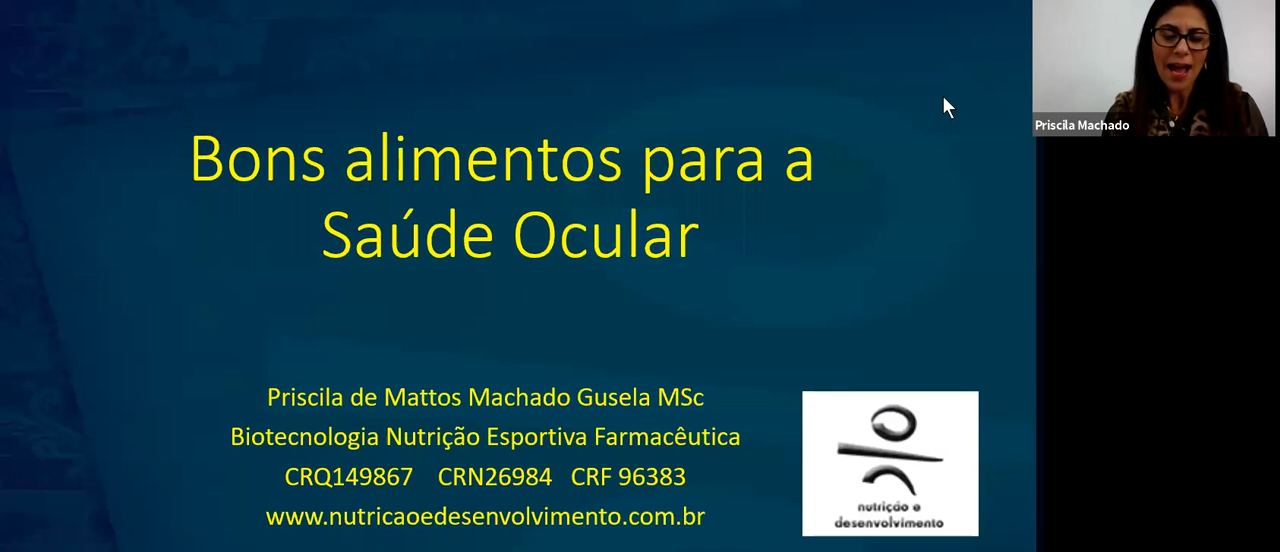 Bons alimentos para a
Saúde Ocular
Priscila de Mattos Machado Gusela MSc
Biotecnologia Nutrição Esportiva Farmacêutica
CRQ149867 CRN26984 CRF 96383
www.nutricaoedesenvolvimento.com.br
nutrição e
desenvolvimento
Priscila Machado